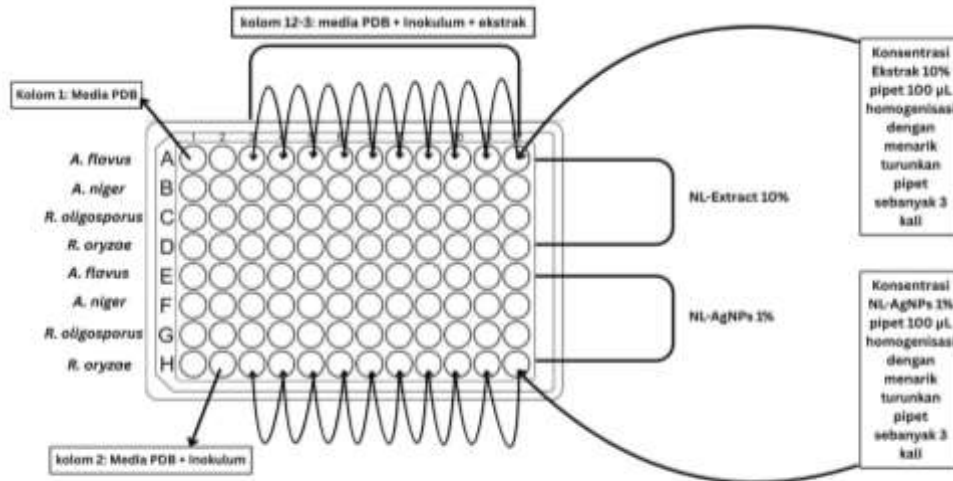 kolom 12-3: media PDB + Inokulum + ekstrak
Kolom 1: Media PDB
1 2
A. flavus A
A. niger B
R. oligosporus C
R. oryzae D
A. flavus E
A. niger F
R. oligosporus G
R. oryzae H
NL-Extract 10%
NL-AgNPs 1%
Konsentrasi
Ekstrak 10%
pipet 100 µL
homogenisasi
dengan
menarik
turunkan
pipet
sebanyak 3
kali
Konsentrasi
NL-AgNPs 1%
pipet 100 µL
homogenisasi
dengan
menarik
turunkan
pipet
sebanyak 3
kali
kolom 2: Media PDB + Inokulum